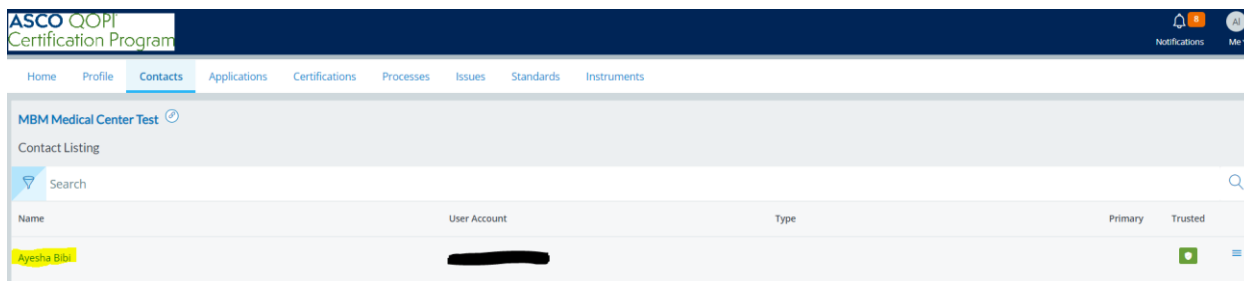 ASCO QOPI
Certification Program
8
AI
Notifications
Me
Home Profile Contacts Applications Certifications Processes Issues Standards Instruments
MBM Medical Center Test
Contact Listing
Search
Name User Account Type Primary Trusted
Ayesha Bibi